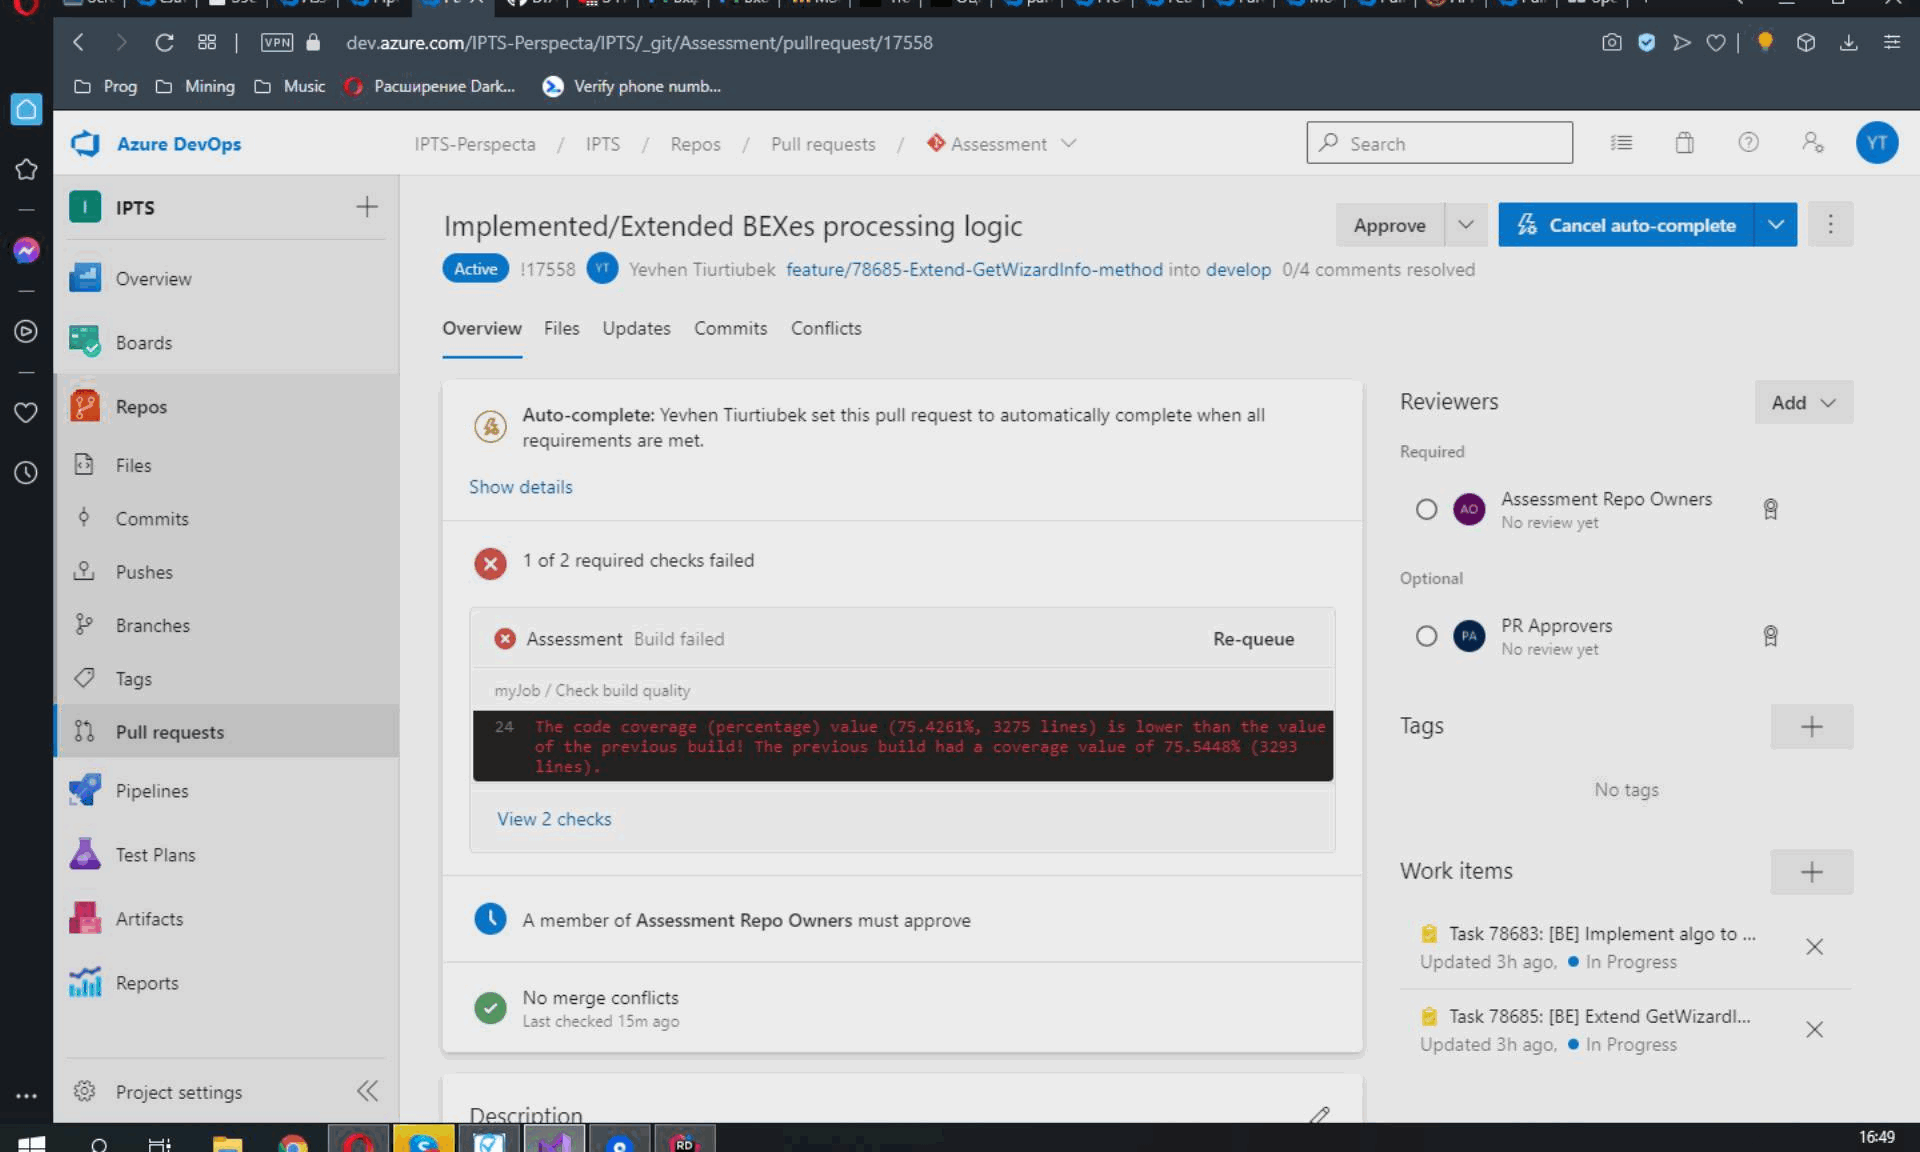 VPN
dev.azure.com/IPTS-Perspecta/IPTS/_git/Assessment/pullrequest/17558
Prog
Mining
Music
Расширение Dark...
Verify phone numb...
Azure DevOps
IPTS-Perspecta / IPTS / Repos / Pull requests / Assessment
Search
YT
I
IPTS
Overview
Boards
Repos
Files
Commits
Pushes
Branches
Tags
Pull requests
Pipelines
Test Plans
Artifacts
Reports
Project settings
Implemented/Extended BEXes processing logic
Approve
Cancel auto-complete
Active !17558 YT Yevhen Tiurtiubek feature/78685-Extend-GetWizardInfo-method into develop 0/4 comments resolved
Overview Files Updates Commits Conflicts
Auto-complete: Yevhen Tiurtiubek set this pull request to automatically complete when all
requirements are met.
Show details
1 of 2 required checks failed
Assessment Build failed
Re-queue
myJob / Check build quality
24 The code coverage (percentage) value (75.4261%, 3275 lines) is lower than the value
of the previous build! The previous build had a coverage value of 75.5448% (3293
lines).
View 2 checks
A member of Assessment Repo Owners must approve
No merge conflicts
Last checked 15m ago
Description
Reviewers
Add
Required
AO
Assessment Repo Owners
No review yet
Optional
PA
PR Approvers
No review yet
Tags
No tags
Work items
Task 78683: [BE] Implement algo to ...
Updated 3h ago, In Progress
Task 78685: [BE] Extend GetWizardI...
Updated 3h ago, In Progress
RD
16:49